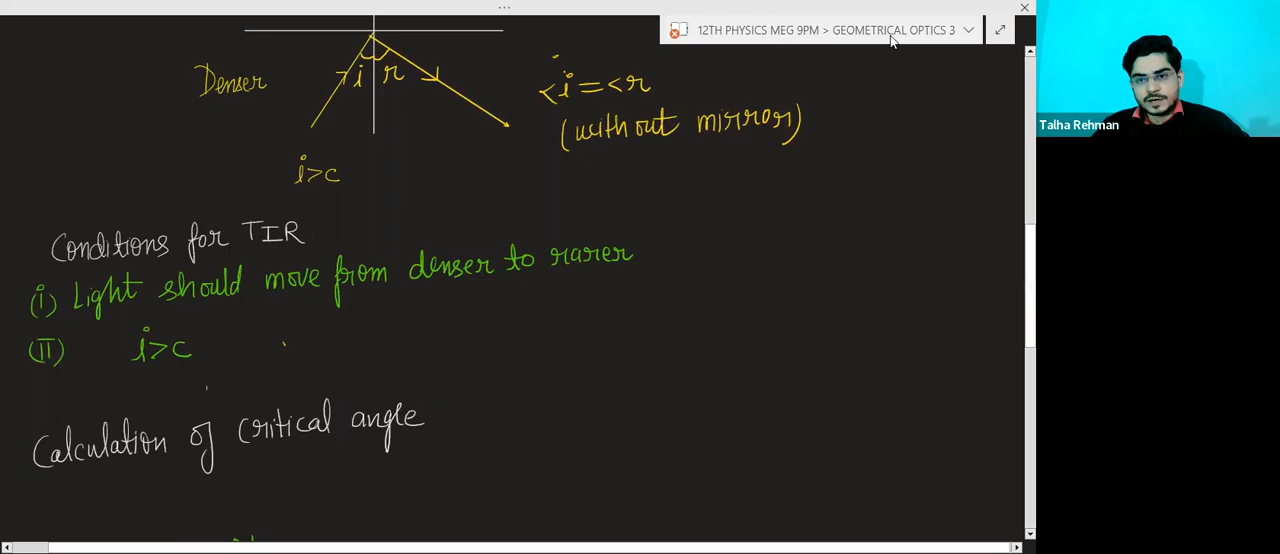 12TH PHYSICS MEG 9PM > GEOMETRICAL OPTICS 3
Denser
i r
<i = <r
(without mirror)
i>c
Talha Rehman
Conditions for TIR
(i) Light should move from denser to rarer
(II) i>c
Calculation of critical angle